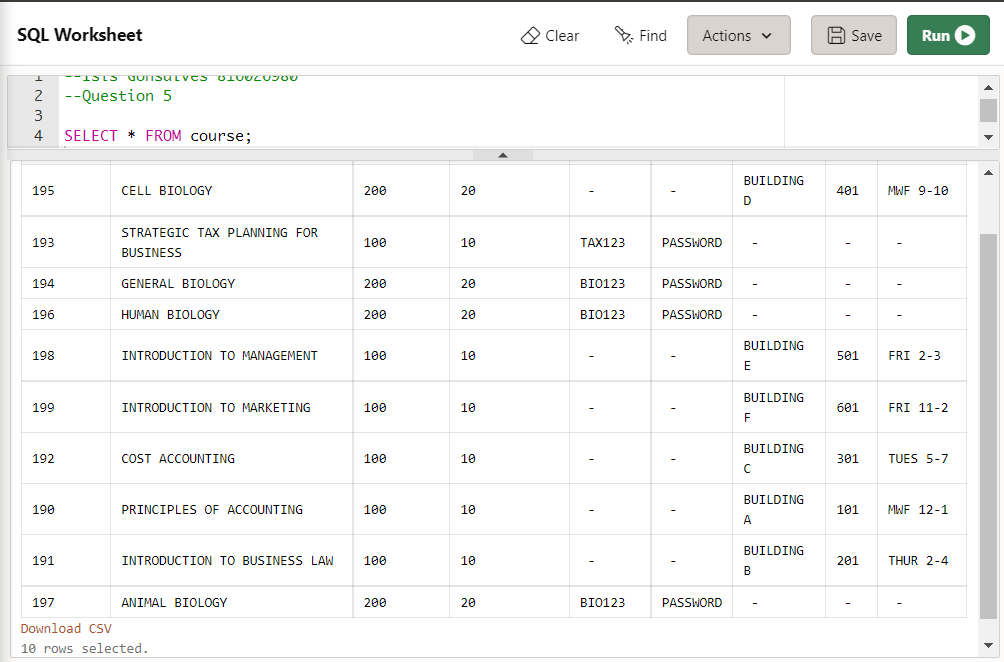 SQL Worksheet Clear Find Actions Save Run
1 --Isis Gonsalves 816026980
2 --Question 5
3
4 SELECT * FROM course;
195 CELL BIOLOGY 200 20 - - BUILDING D 401 MWF 9-10
193 STRATEGIC TAX PLANNING FOR BUSINESS 100 10 TAX123 PASSWORD - - -
194 GENERAL BIOLOGY 200 20 BIO123 PASSWORD - - -
196 HUMAN BIOLOGY 200 20 BIO123 PASSWORD - - -
198 INTRODUCTION TO MANAGEMENT 100 10 - - BUILDING E 501 FRI 2-3
199 INTRODUCTION TO MARKETING 100 10 - - BUILDING F 601 FRI 11-2
192 COST ACCOUNTING 100 10 - - BUILDING C 301 TUES 5-7
190 PRINCIPLES OF ACCOUNTING 100 10 - - BUILDING A 101 MWF 12-1
191 INTRODUCTION TO BUSINESS LAW 100 10 - - BUILDING B 201 THUR 2-4
197 ANIMAL BIOLOGY 200 20 BIO123 PASSWORD - - -
Download CSV
10 rows selected.